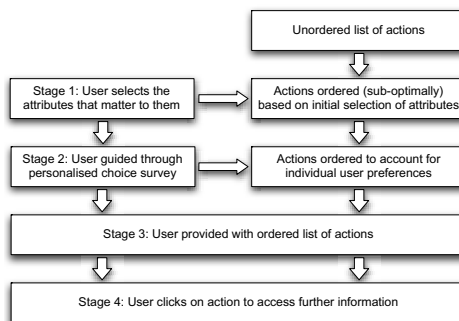 Unordered list of actions
Stage 1: User selects the
attributes that matter to them
Actions ordered (sub-optimally)
based on initial selection of attributes
Stage 2: User guided through
personalised choice survey
Actions ordered to account for
individual user preferences
Stage 3: User provided with ordered list of actions
Stage 4: User clicks on action to access further information